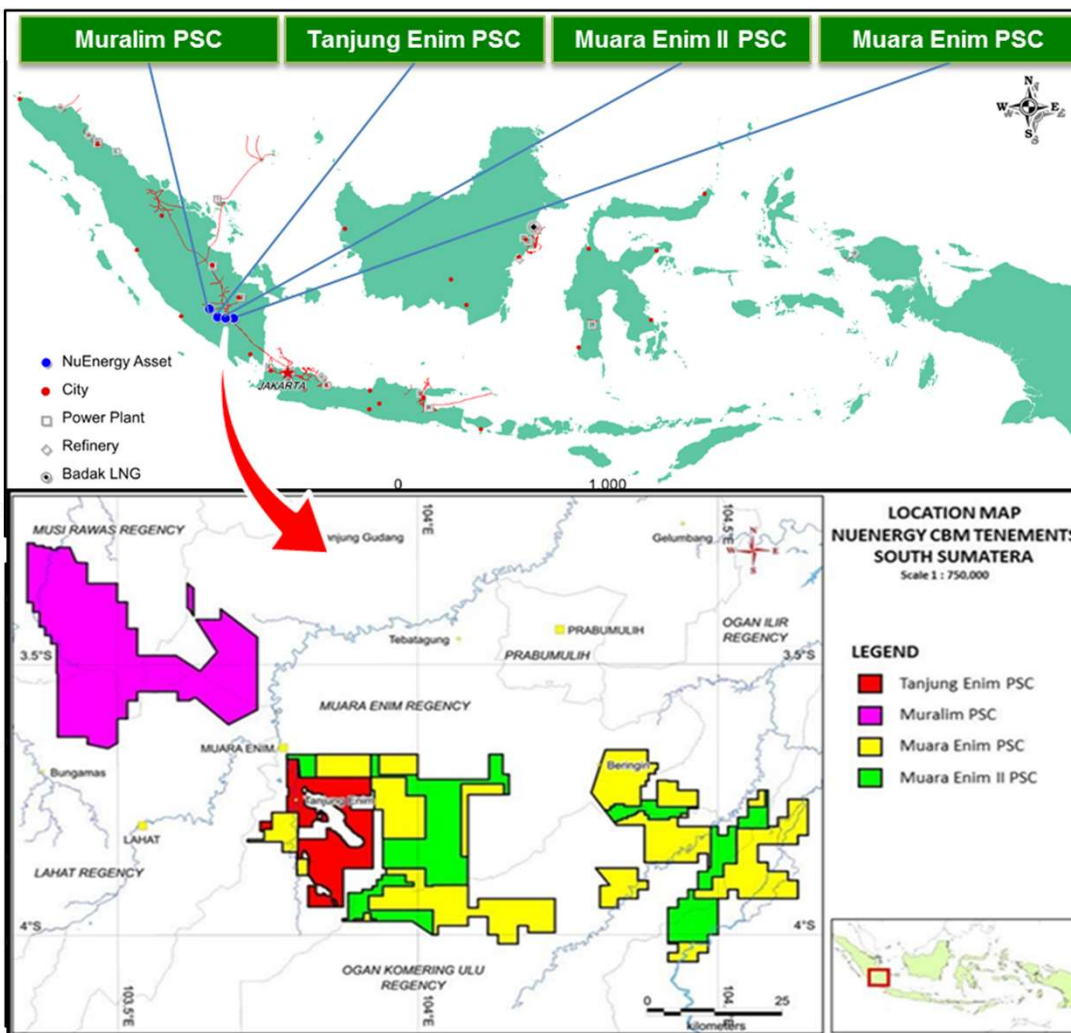 Muralim PSC
Tanjung Enim PSC
Muara Enim II PSC
Muara Enim PSC
N
W
E
S
NuEnergy Asset
City
Power Plant
Refinery
Badak LNG
JAKARTA
0
1,000
MUSI RAWAS REGENCY
njung Gudang
104°E
Gelumbang
104.5°E
N
W
E
S
Tebatagung
PRABUMULIH
PRABUMULIH
OGAN ILIR
REGENCY
3.5°S
3.5°S
MUARA ENIM REGENCY
MUARA ENIM
Bungamas
Beringin
Tanjung Enim
LAHAT
LAHAT REGENCY
4°S
4°S
OGAN KOMERING ULU
REGENCY
103.5°E
104°E
0
25
kilometers
LOCATION MAP
NUENERGY CBM TENEMENTS
SOUTH SUMATERA
Scale 1 : 750,000
LEGEND
Tanjung Enim PSC
Muralim PSC
Muara Enim PSC
Muara Enim II PSC